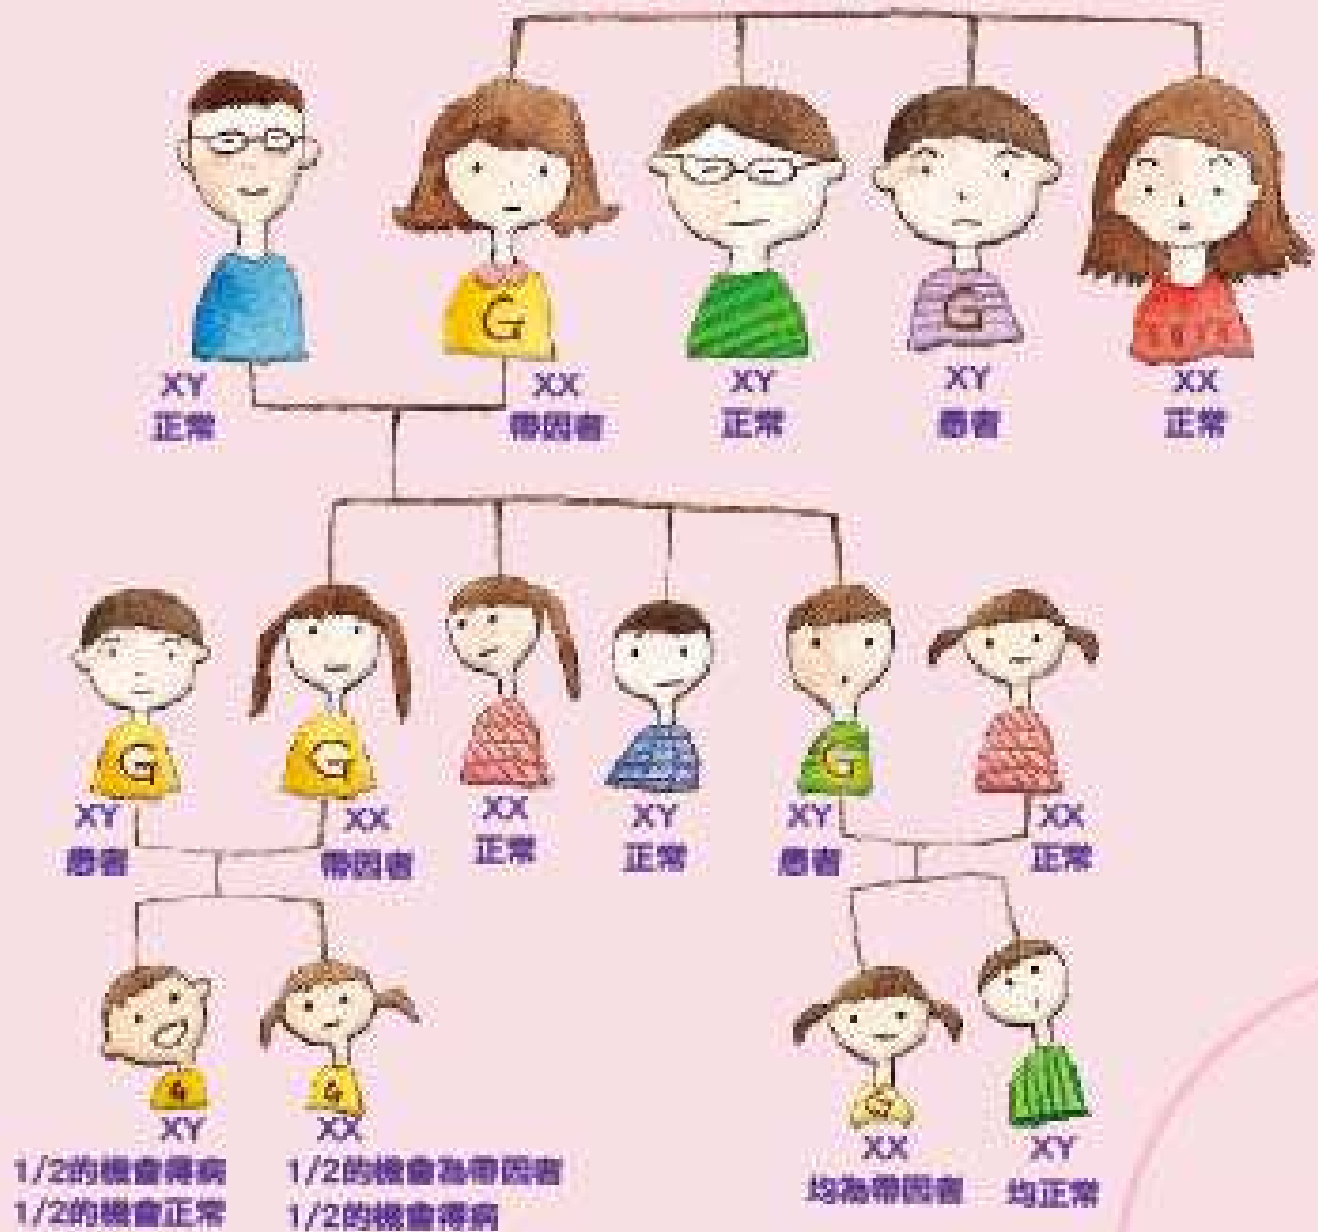 G
G
XY
正常
XX
帶因者
XY
正常
XY
患者
XX
正常
G
G
G
XY
患者
XX
帶因者
XX
正常
XY
正常
XY
患者
XX
正常
G
G
G
XY
1/2的機會得病
1/2的機會正常
XX
1/2的機會為帶因者
1/2的機會得病
XX
均為帶因者
XY
均正常